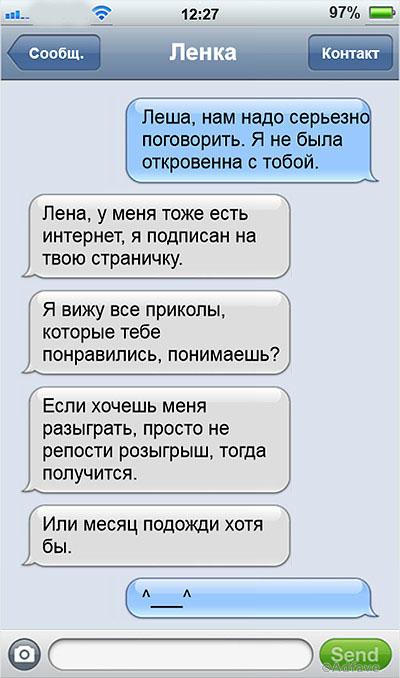 12:27
97%
Сообщ.
Ленка
Контакт
Леша, нам надо серьезно
поговорить. Я не была
откровенна с тобой.
Лена, у меня тоже есть
интернет, я подписан на
твою страничку.
Я вижу все приколы,
которые тебе
понравились, понимаешь?
Если хочешь меня
разыграть, просто не
репости розыгрыш, тогда
получится.
Или месяц подожди хотя
бы.
^___^
Send